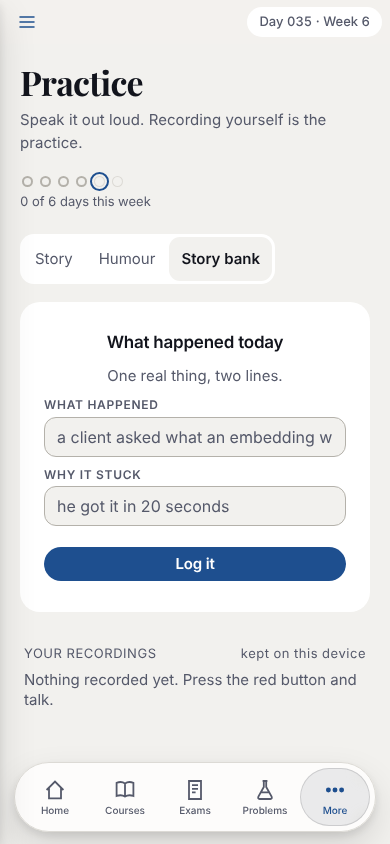 Day 035 · Week 6
Practice
Speak it out loud. Recording yourself is the
practice.
0 of 6 days this week
Story Humour Story bank
What happened today
One real thing, two lines.
WHAT HAPPENED
a client asked what an embedding w
WHY IT STUCK
he got it in 20 seconds
Log it
YOUR RECORDINGS kept on this device
Nothing recorded yet. Press the red button and
talk.
Home Courses Exams Problems More